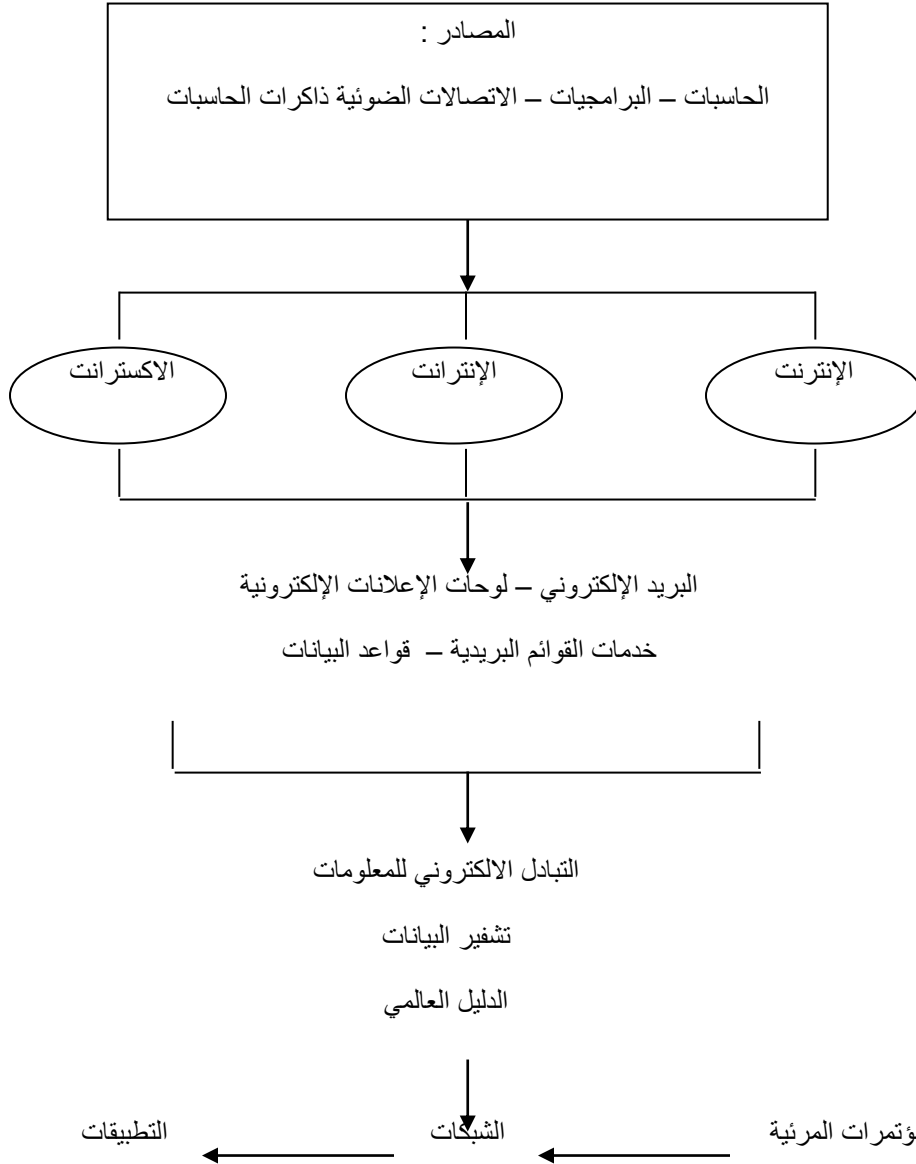 المصادر :
الحاسبات – البرامجيات – الاتصالات الضوئية ذاكرات الحاسبات
الإنترنت الإنترانت الاكسترانت
البريد الإلكتروني – لوحات الإعلانات الإلكترونية
خدمات القوائم البريدية – قواعد البيانات
التبادل الالكتروني للمعلومات
تشفير البيانات
الدليل العالمي
المرئية الشبكات التطبيقات